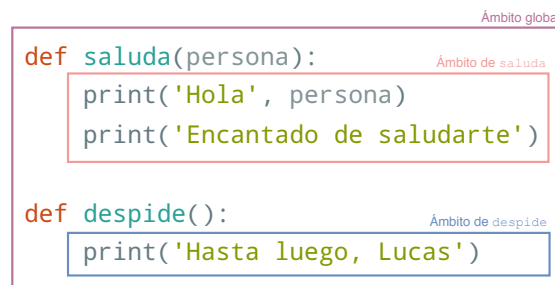 Ámbito globa
def saluda(persona):
Ámbito de saluda
print('Hola', persona)
print('Encantado de saludarte')
def despide():
Ámbito de despide
print('Hasta luego, Lucas')